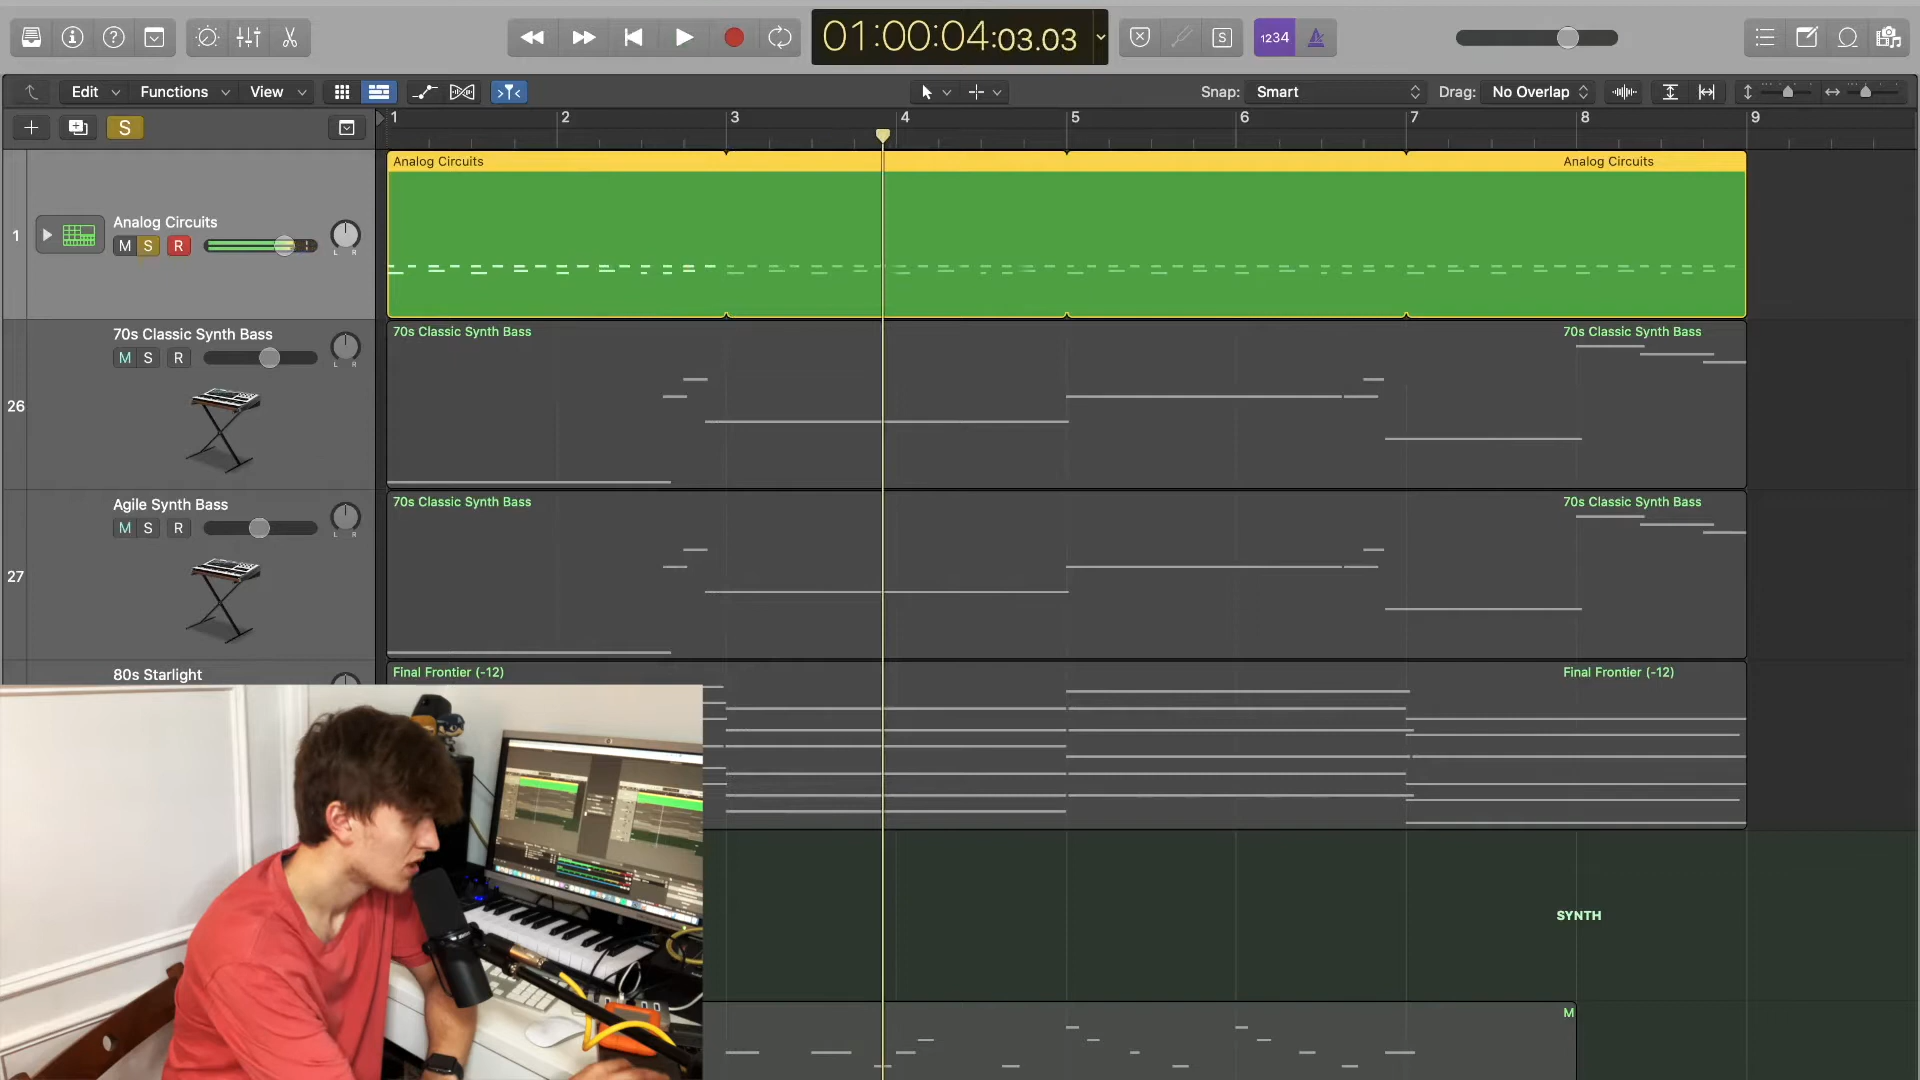 01:00:04:03.03
S
1234
Edit
Functions
View
Snap: Smart
Drag: No Overlap
S
1 2 3 4 5 6 7 8 9
Analog Circuits
Analog Circuits
1
Analog Circuits
M S R
L R
70s Classic Synth Bass
M S R
L R
26
70s Classic Synth Bass
70s Classic Synth Bass
Agile Synth Bass
M S R
L R
27
70s Classic Synth Bass
70s Classic Synth Bass
80s Starlight
Final Frontier (-12)
Final Frontier (-12)
SYNTH
M